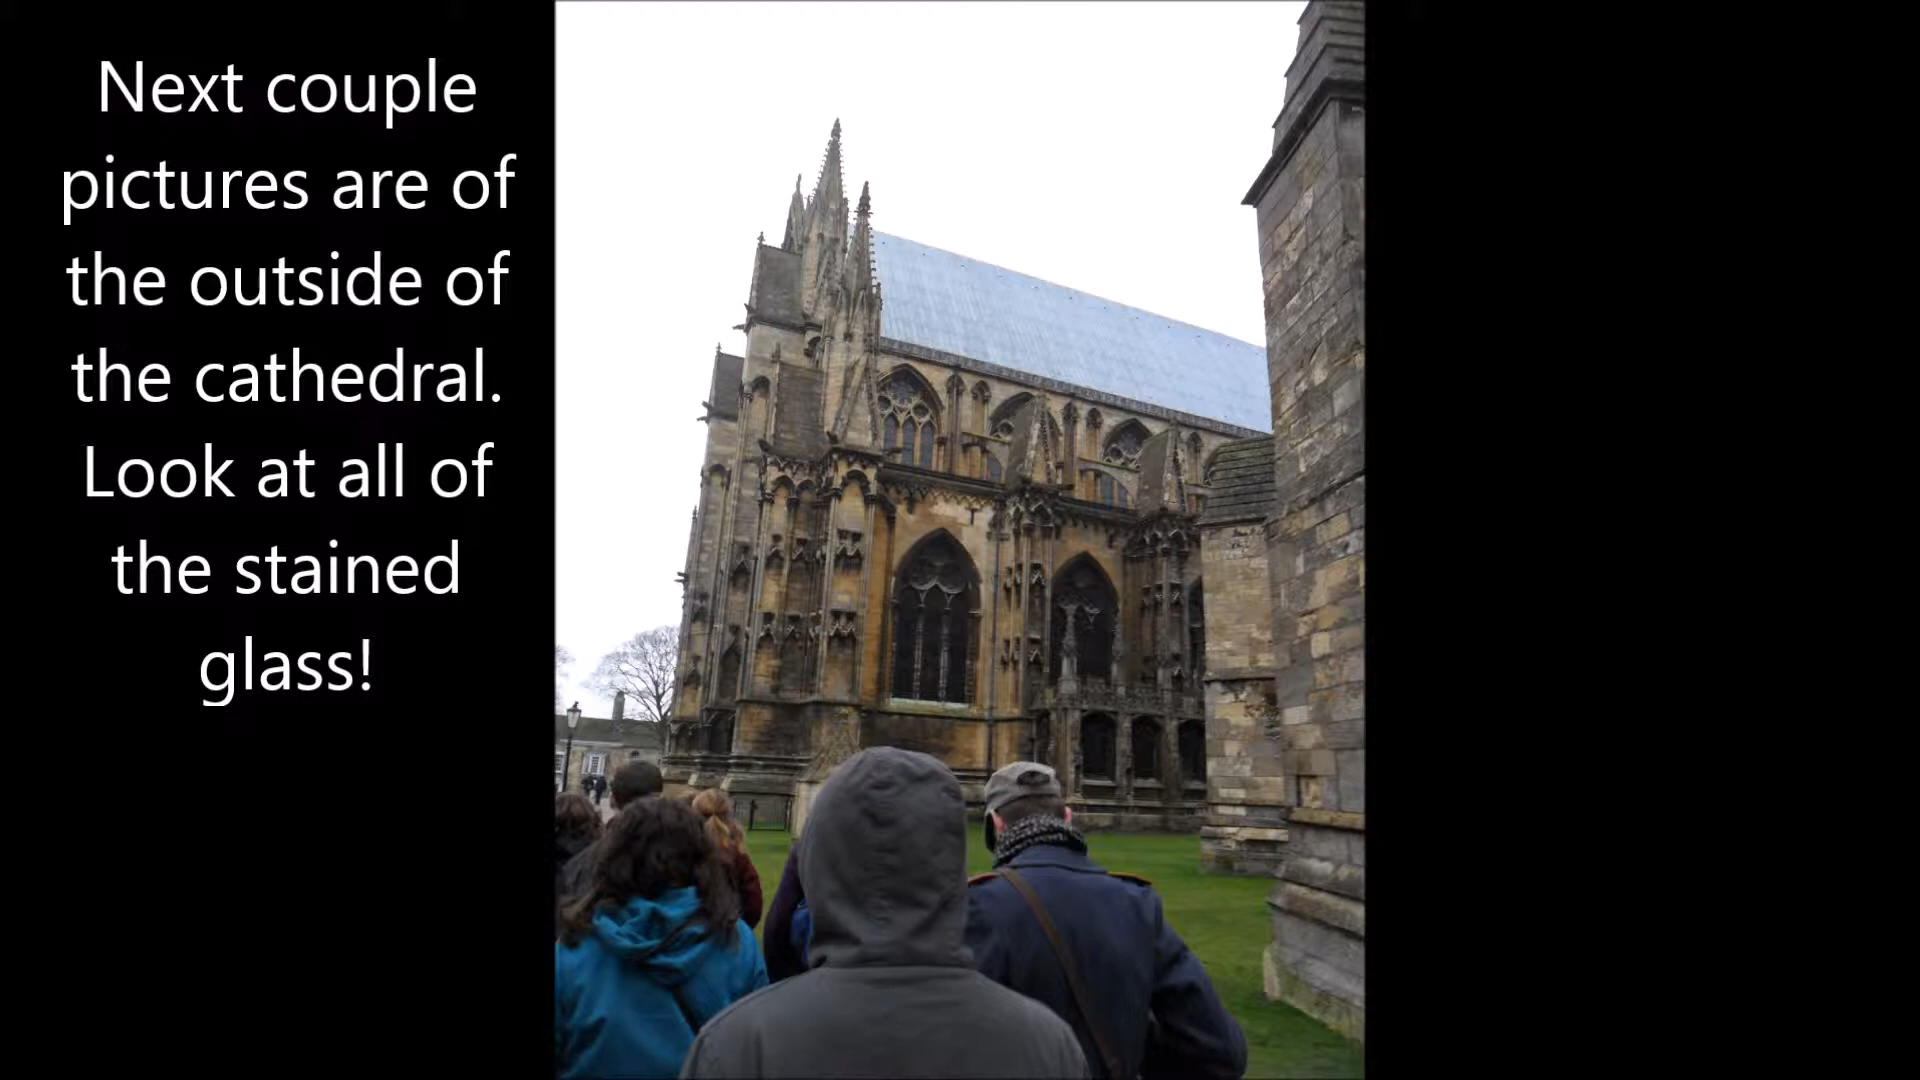 Next couple
pictures are of
the outside of
the cathedral.
Look at all of
the stained
glass!